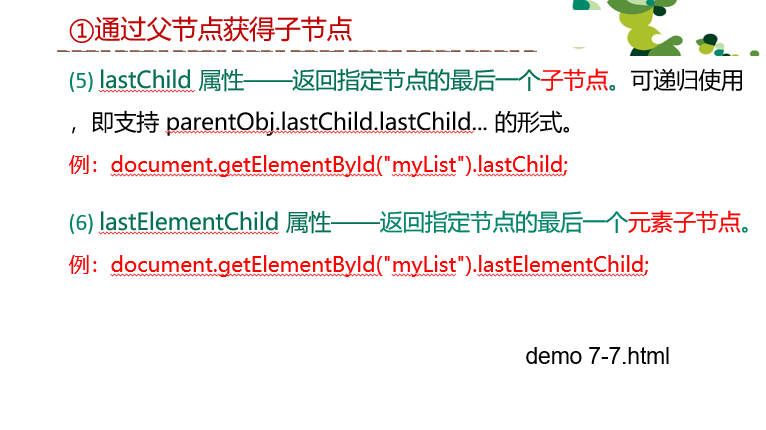 ①通过父节点获得子节点
(5) lastChild 属性——返回指定节点的最后一个子节点。可递归使用
，即支持 parentObj.lastChild.lastChild... 的形式。
例：document.getElementById("myList").lastChild;
(6) lastElementChild 属性——返回指定节点的最后一个元素子节点。
例：document.getElementById("myList").lastElementChild;
demo 7-7.html